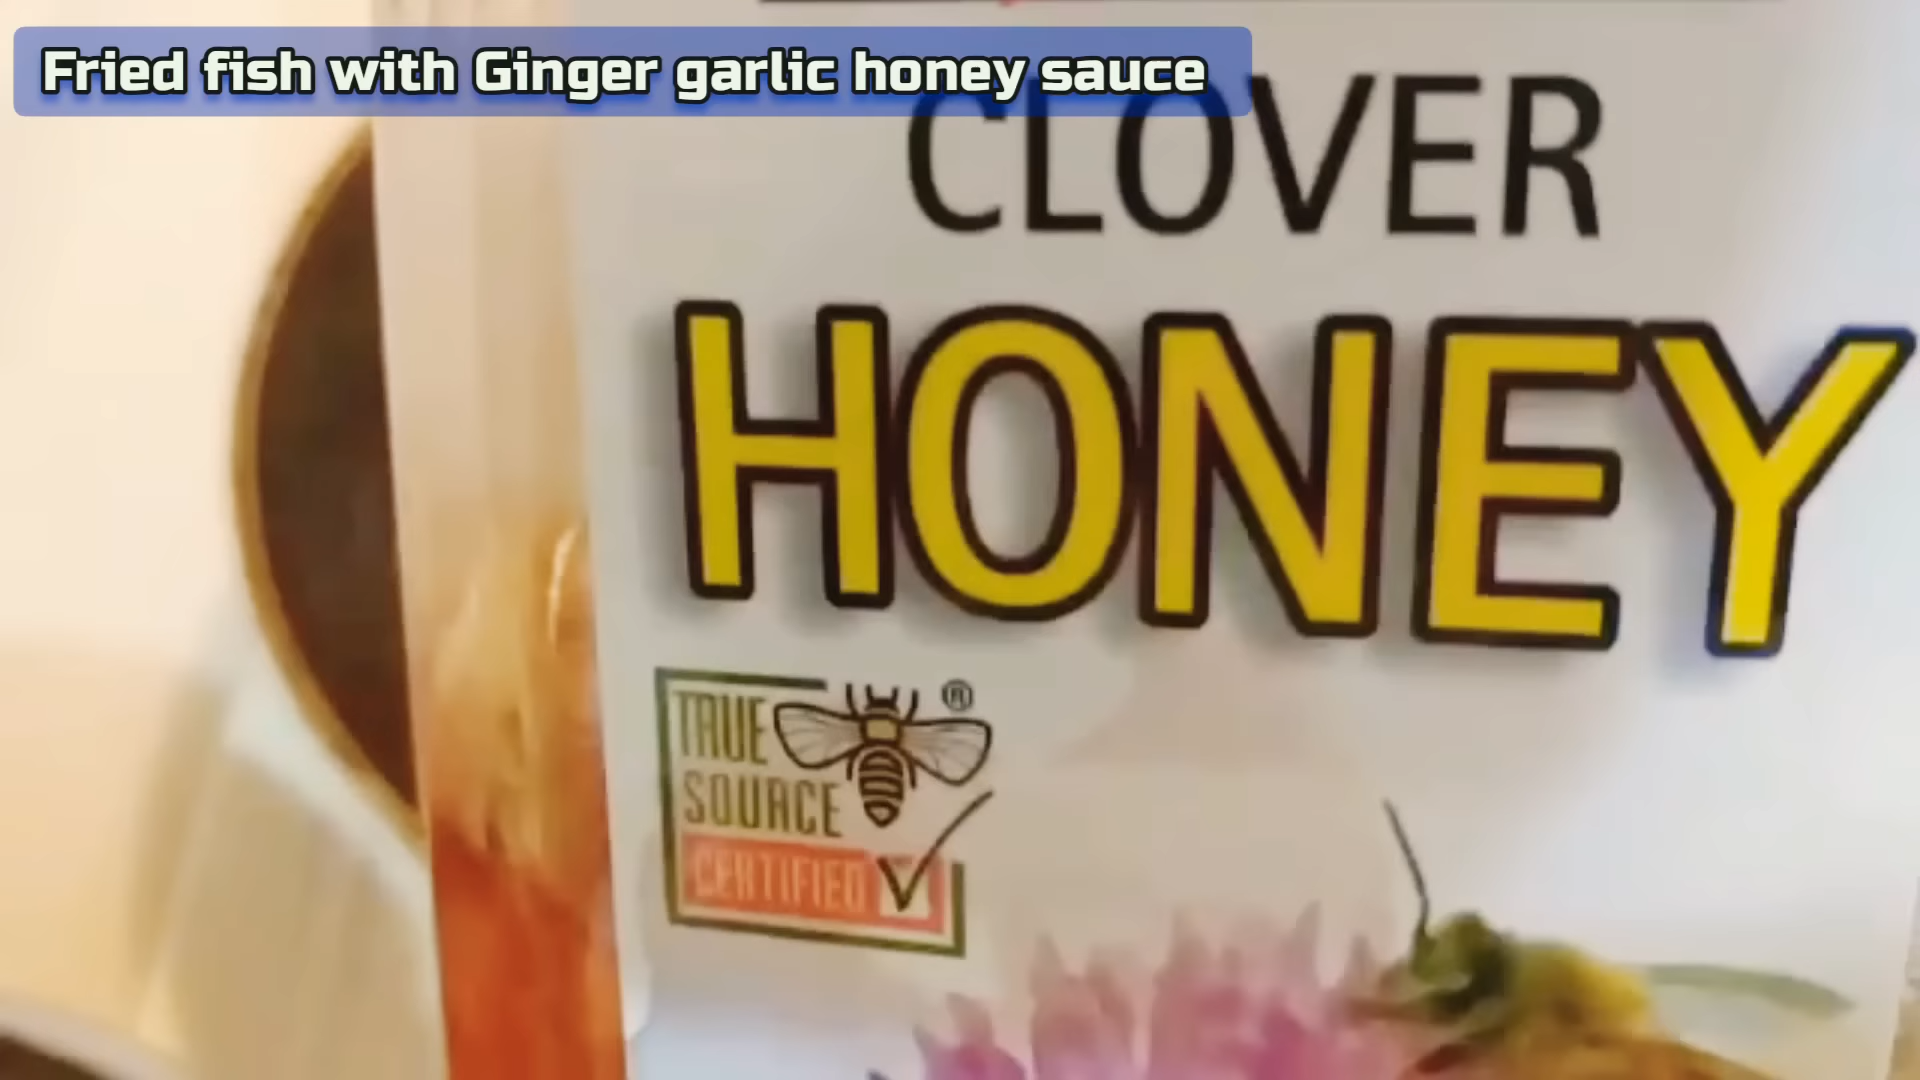 Fried fish with Ginger garlic honey sauce
CLOVER
HONEY
TRUE
SOURCE
CERTIFIED
®